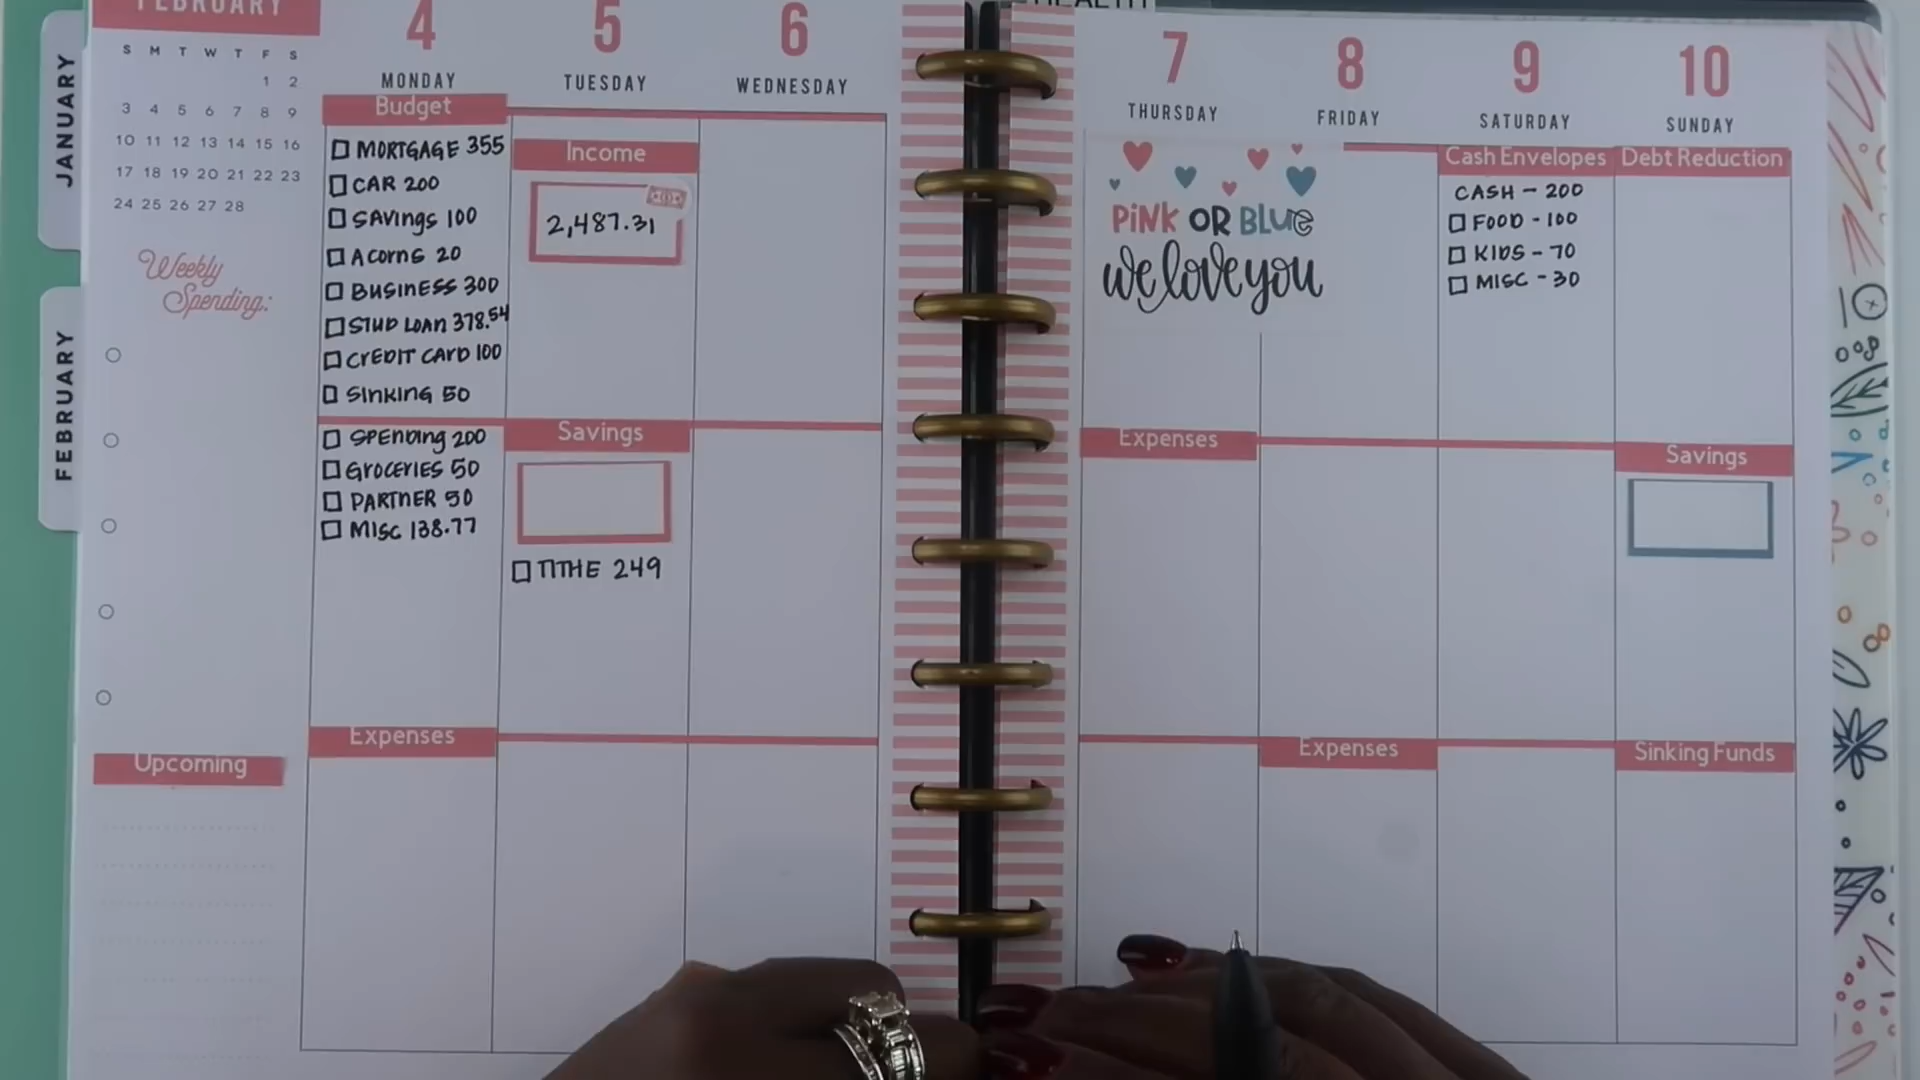 HEALTH
JANUARY
FEBRUARY
FEBRUARY
S M T W T F S
1 2
3 4 5 6 7 8 9
10 11 12 13 14 15 16
17 18 19 20 21 22 23
24 25 26 27 28
Weekly
Spending:
Upcoming
4
MONDAY
Budget
MORTGAGE 355
CAR 200
SAVINGS 100
ACORNS 20
BUSINESS 300
STUD LOAN 378.54
CREDIT CARD 100
SINKING 50
SPENDING 200
GROCERIES 50
PARTNER 50
MISC 138.77
Expenses
5
TUESDAY
Income
2,487.31
Savings
TITHE 249
6
WEDNESDAY
7
THURSDAY
PINK OR BLUE
we love you
Expenses
8
FRIDAY
Expenses
9
SATURDAY
Cash Envelopes
CASH - 200
FOOD - 100
KIDS - 70
MISC - 30
10
SUNDAY
Debt Reduction
Savings
Sinking Funds